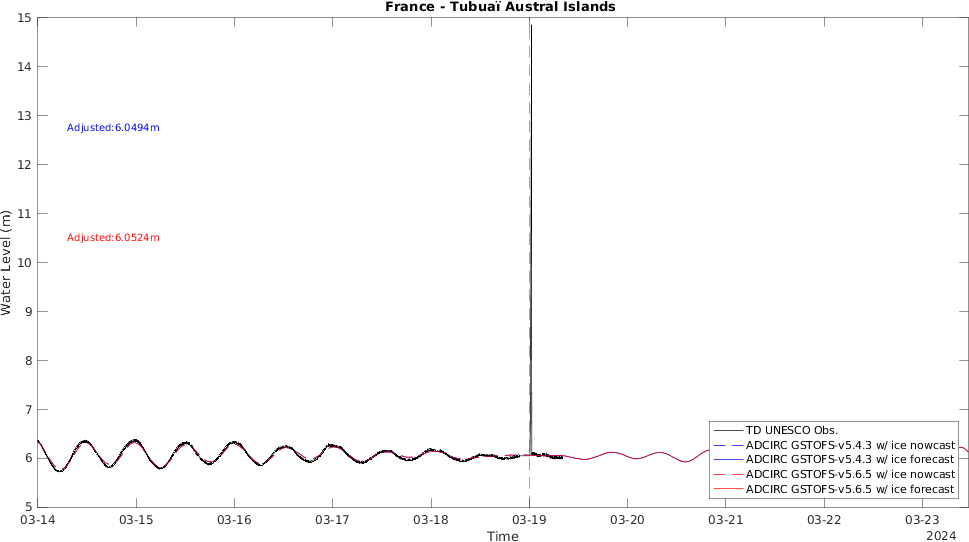 France - Tubuaï Austral Islands
15
14
13
12
11
10
9
8
7
6
5
Water Level (m)
Adjusted:6.0494m
Adjusted:6.0524m
TD UNESCO Obs.
ADCIRC GSTOFS-v5.4.3 w/ ice nowcast
ADCIRC GSTOFS-v5.4.3 w/ ice forecast
ADCIRC GSTOFS-v5.6.5 w/ ice nowcast
ADCIRC GSTOFS-v5.6.5 w/ ice forecast
03-14 03-15 03-16 03-17 03-18 03-19 03-20 03-21 03-22 03-23
Time
2024